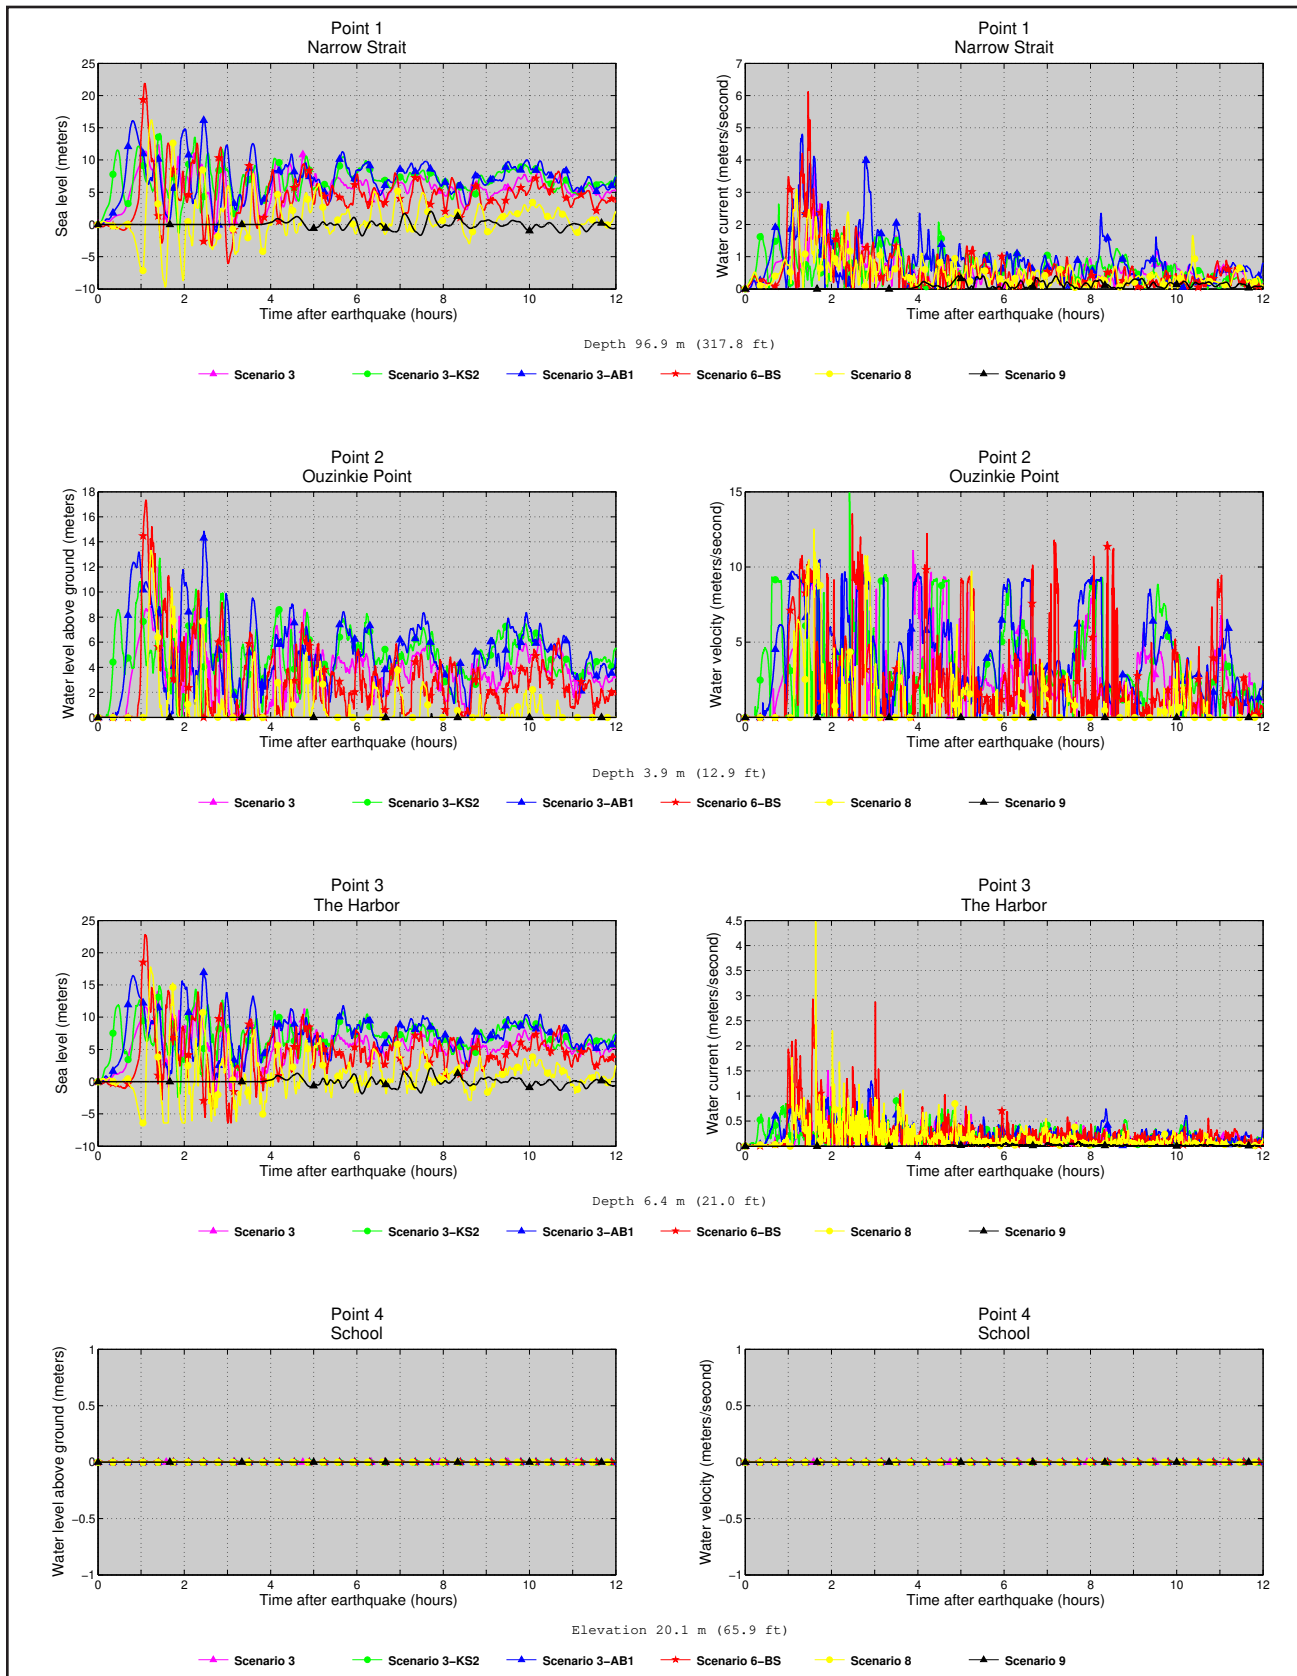 Point 1
Narrow Strait
Sea level (meters)
25
20
15
10
5
0
−5
−10
0 2 4 6 8 10 12
Time after earthquake (hours)
Point 1
Narrow Strait
Water current (meters/second)
7
6
5
4
3
2
1
0
0 2 4 6 8 10 12
Time after earthquake (hours)
Depth 96.9 m (317.8 ft)
Scenario 3 Scenario 3−KS2 Scenario 3−AB1 Scenario 6−BS Scenario 8 Scenario 9
Point 2
Ouzinkie Point
Water level above ground (meters)
18
16
14
12
10
8
6
4
2
0
0 2 4 6 8 10 12
Time after earthquake (hours)
Point 2
Ouzinkie Point
Water velocity (meters/second)
15
10
5
0
0 2 4 6 8 10 12
Time after earthquake (hours)
Depth 3.9 m (12.9 ft)
Scenario 3 Scenario 3−KS2 Scenario 3−AB1 Scenario 6−BS Scenario 8 Scenario 9
Point 3
The Harbor
Sea level (meters)
25
20
15
10
5
0
−5
−10
0 2 4 6 8 10 12
Time after earthquake (hours)
Point 3
The Harbor
Water current (meters/second)
4.5
4
3.5
3
2.5
2
1.5
1
0.5
0
0 2 4 6 8 10 12
Time after earthquake (hours)
Depth 6.4 m (21.0 ft)
Scenario 3 Scenario 3−KS2 Scenario 3−AB1 Scenario 6−BS Scenario 8 Scenario 9
Point 4
School
Water level above ground (meters)
1
0.5
0
−0.5
−1
0 2 4 6 8 10 12
Time after earthquake (hours)
Point 4
School
Water velocity (meters/second)
1
0.5
0
−0.5
−1
0 2 4 6 8 10 12
Time after earthquake (hours)
Elevation 20.1 m (65.9 ft)
Scenario 3 Scenario 3−KS2 Scenario 3−AB1 Scenario 6−BS Scenario 8 Scenario 9